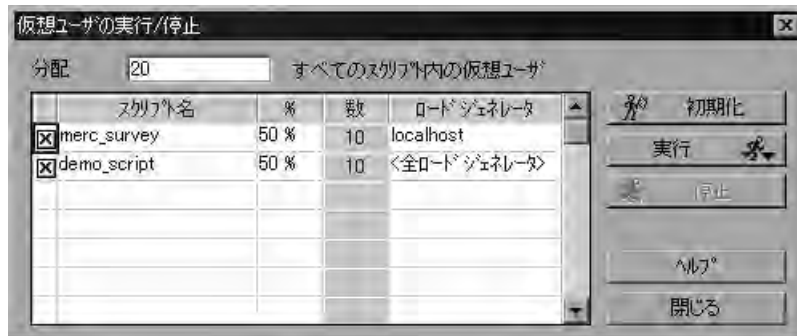 仮想ユーザの実行/停止
分配 20 すべてのスクリプト内の仮想ユーザ
スクリプト名 % 数 ロードジェネレータ
merc_survey 50 % 10 localhost
demo_script 50 % 10 <全ロードジェネレータ>
初期化
実行
停止
ヘルプ
閉じる